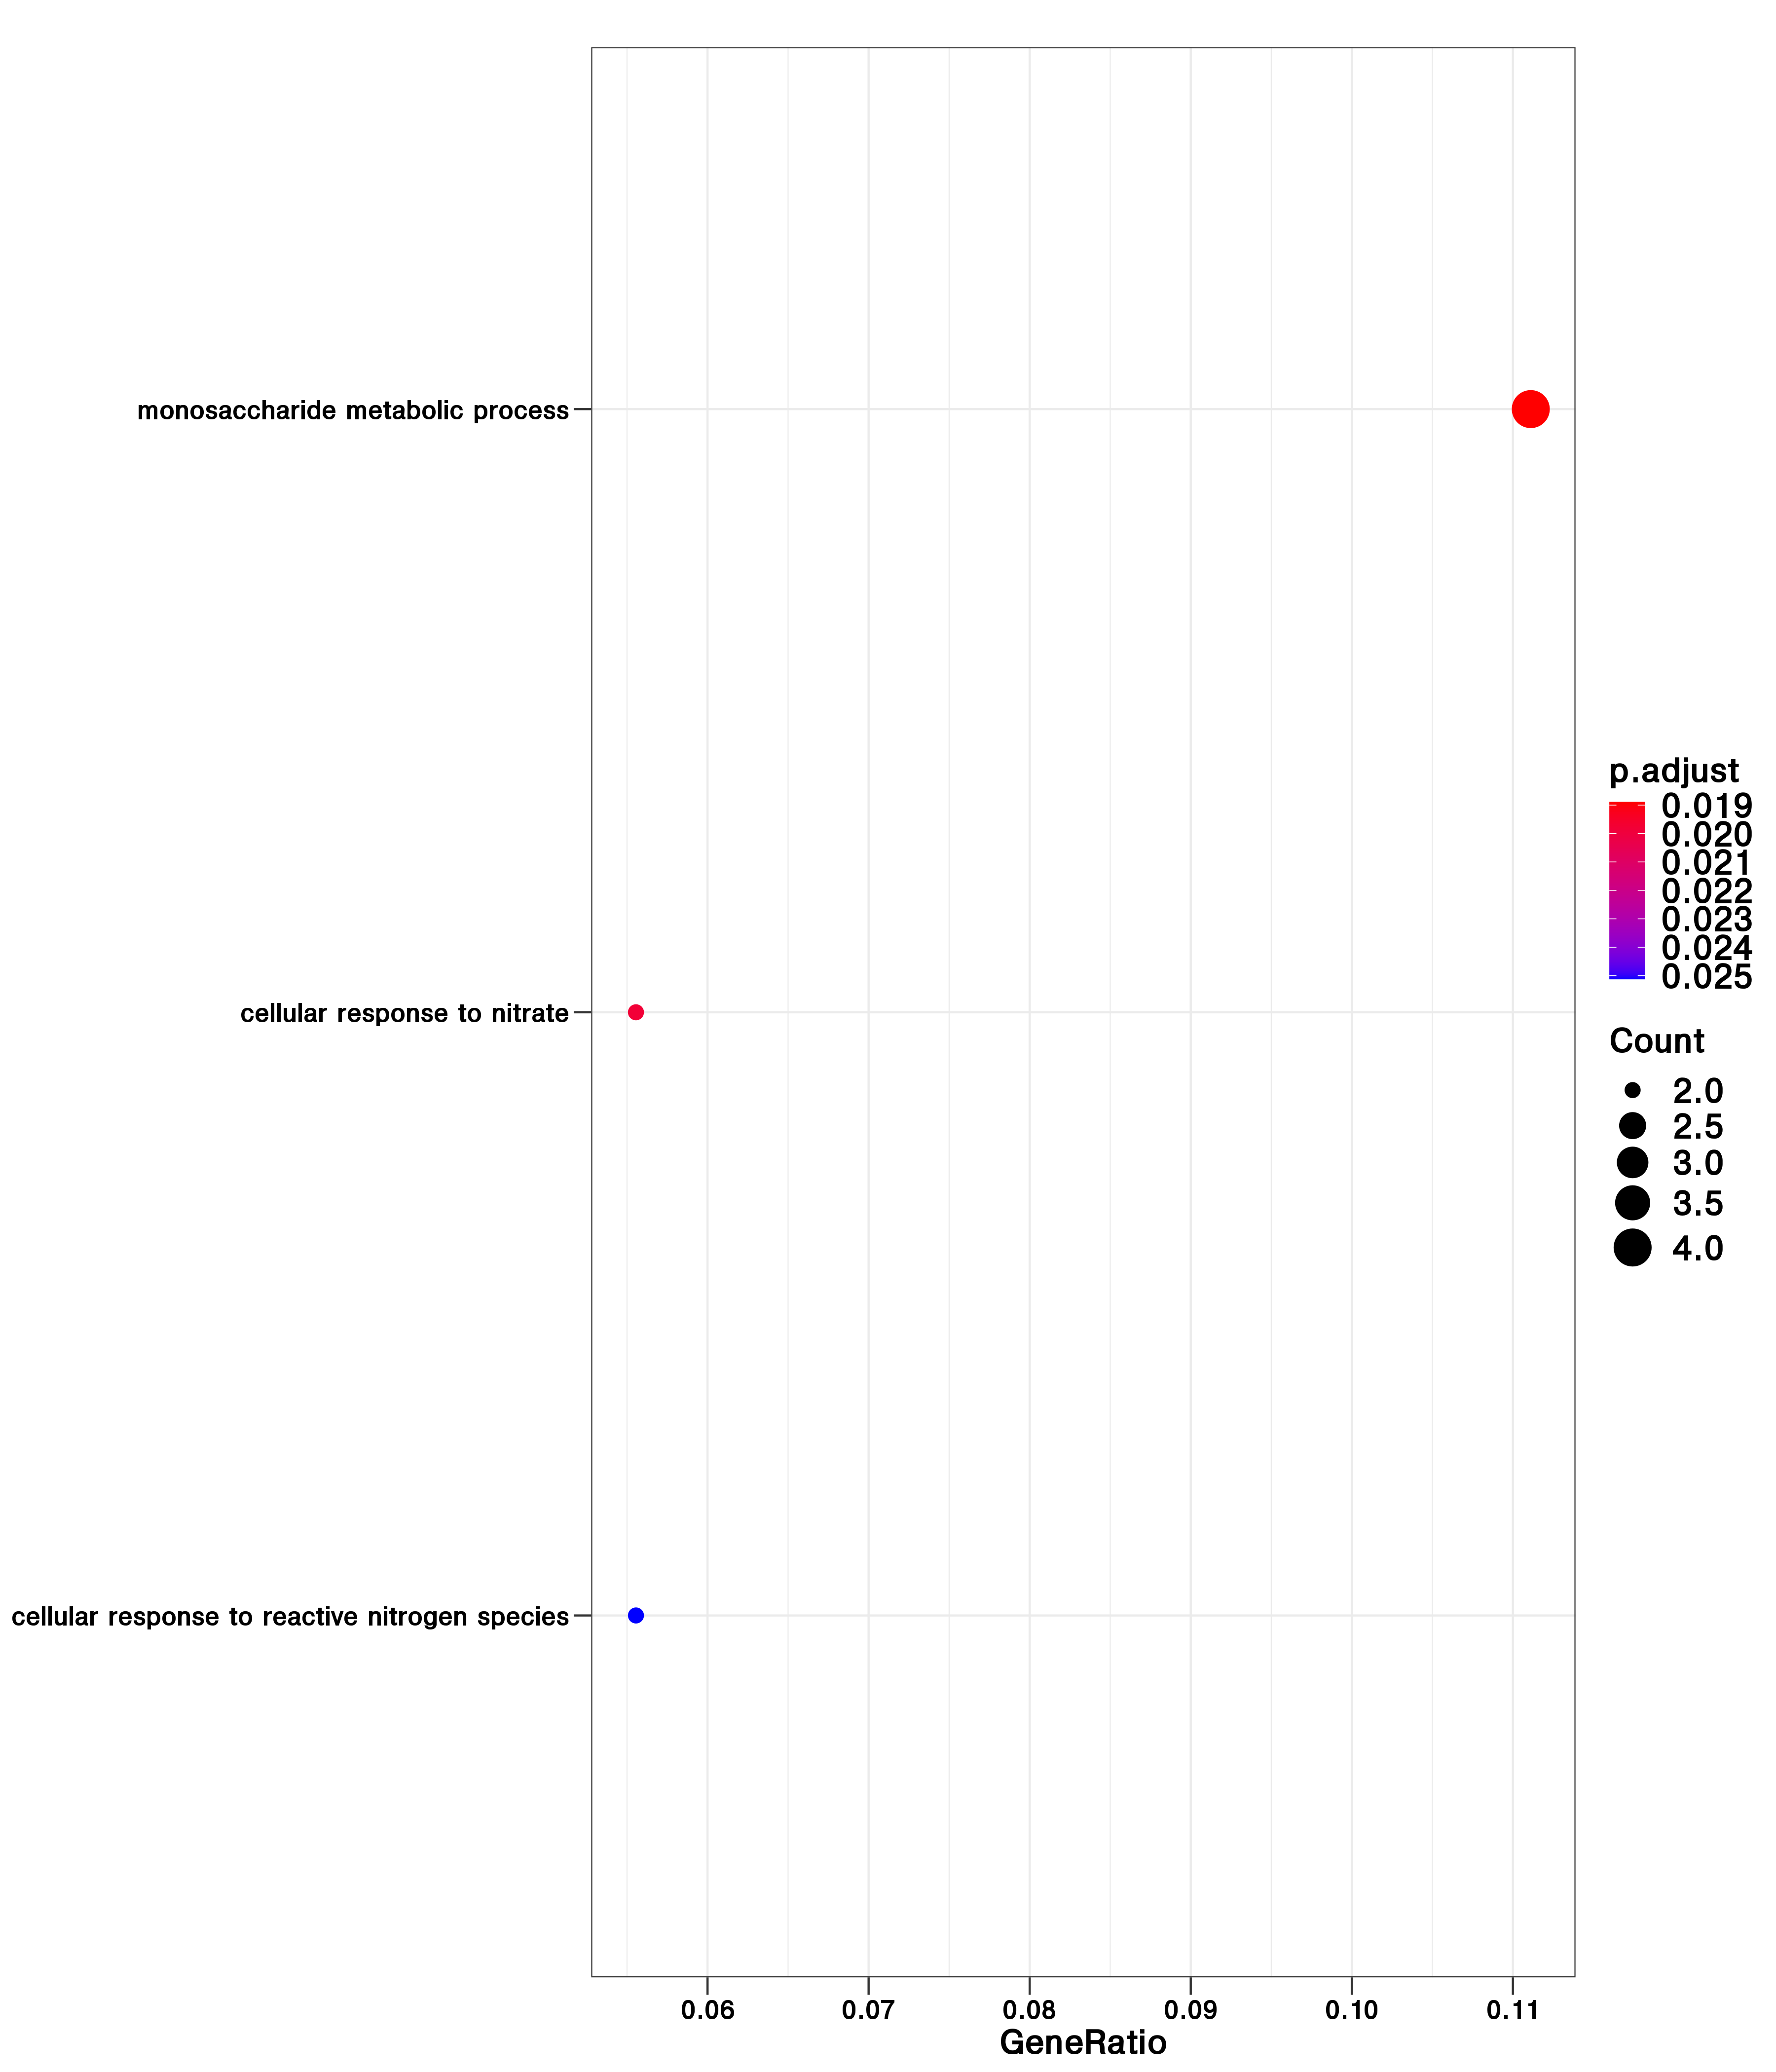 monosaccharide metabolic process
cellular response to nitrate
cellular response to reactive nitrogen species
0.06 0.07 0.08 0.09 0.10 0.11
GeneRatio
p.adjust
0.019
0.020
0.021
0.022
0.023
0.024
0.025
Count
2.0
2.5
3.0
3.5
4.0